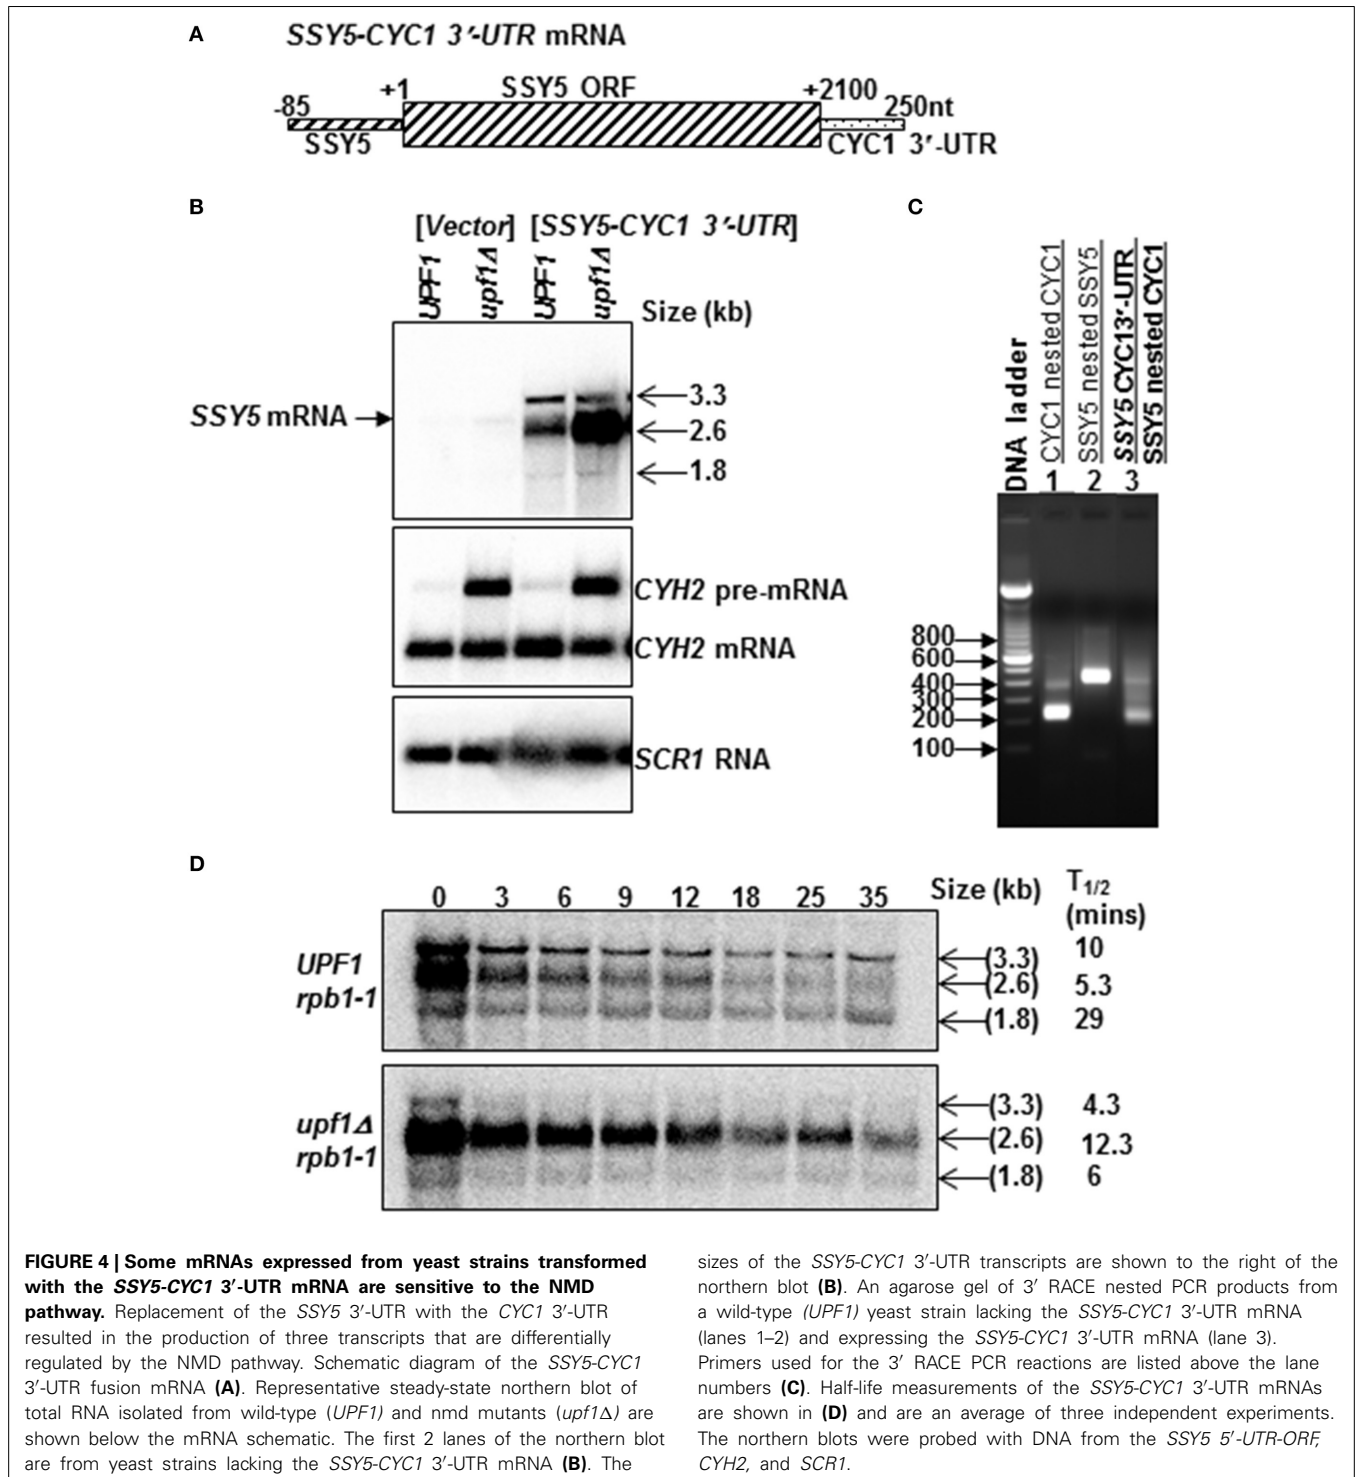 A
SSY5-CYC1 3′-UTR mRNA
+1 SSY5 ORF +2100
-85 250nt
SSY5 CYC1 3′-UTR
B
[Vector] [SSY5-CYC1 3′-UTR]
UPF1 upf1Δ UPF1 upf1Δ
Size (kb)
SSY5 mRNA
3.3
2.6
1.8
CYH2 pre-mRNA
CYH2 mRNA
SCR1 RNA
C
DNA ladder
CYC1 nested CYC1
SSY5 nested SSY5
SSY5 CYC13′-UTR
SSY5 nested CYC1
1 2 3
800
600
400
300
200
100
D
0 3 6 9 12 18 25 35 Size (kb) T1/2
(mins)
UPF1
rpb1-1
(3.3) 10
(2.6) 5.3
(1.8) 29
upf1Δ
rpb1-1
(3.3) 4.3
(2.6) 12.3
(1.8) 6
FIGURE 4 | Some mRNAs expressed from yeast strains transformed
with the SSY5-CYC1 3′-UTR mRNA are sensitive to the NMD
pathway. Replacement of the SSY5 3′-UTR with the CYC1 3′-UTR
resulted in the production of three transcripts that are differentially
regulated by the NMD pathway. Schematic diagram of the SSY5-CYC1
3′-UTR fusion mRNA (A). Representative steady-state northern blot of
total RNA isolated from wild-type (UPF1) and nmd mutants (upf1Δ) are
shown below the mRNA schematic. The first 2 lanes of the northern blot
are from yeast strains lacking the SSY5-CYC1 3′-UTR mRNA (B). The
sizes of the SSY5-CYC1 3′-UTR transcripts are shown to the right of the
northern blot (B). An agarose gel of 3′ RACE nested PCR products from
a wild-type (UPF1) yeast strain lacking the SSY5-CYC1 3′-UTR mRNA
(lanes 1–2) and expressing the SSY5-CYC1 3′-UTR mRNA (lane 3).
Primers used for the 3′ RACE PCR reactions are listed above the lane
numbers (C). Half-life measurements of the SSY5-CYC1 3′-UTR mRNAs
are shown in (D) and are an average of three independent experiments.
The northern blots were probed with DNA from the SSY5 5′-UTR-ORF,
CYH2, and SCR1.